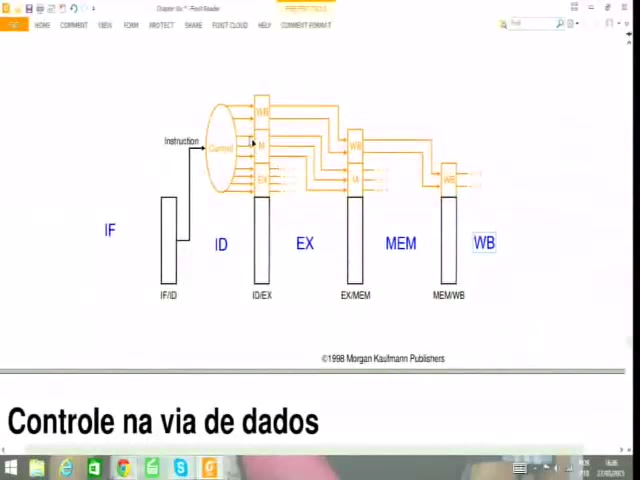 HOME COMMENT VIEW FORM PROTECT SHARE FOXIT CLOUD HELP COMMENT FORM T
Find
Instruction
Control
WB
M
EX
WB
M
WB
IF
ID
EX
MEM
WB
IF/ID
ID/EX
EX/MEM
MEM/WB
©1998 Morgan Kaufmann Publishers
Controle na via de dados